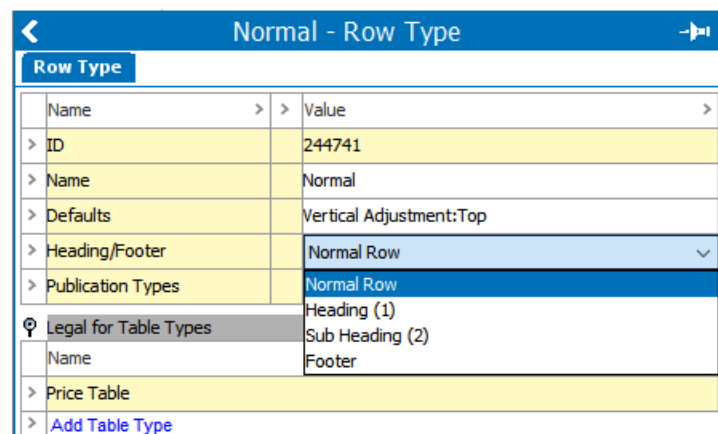 Normal - Row Type
Row Type
Name > > Value >
> ID 244741
> Name Normal
> Defaults Vertical Adjustment:Top
> Heading/Footer Normal Row
> Publication Types Normal Row
Heading (1)
Legal for Table Types Sub Heading (2)
Name Footer
> Price Table
> Add Table Type